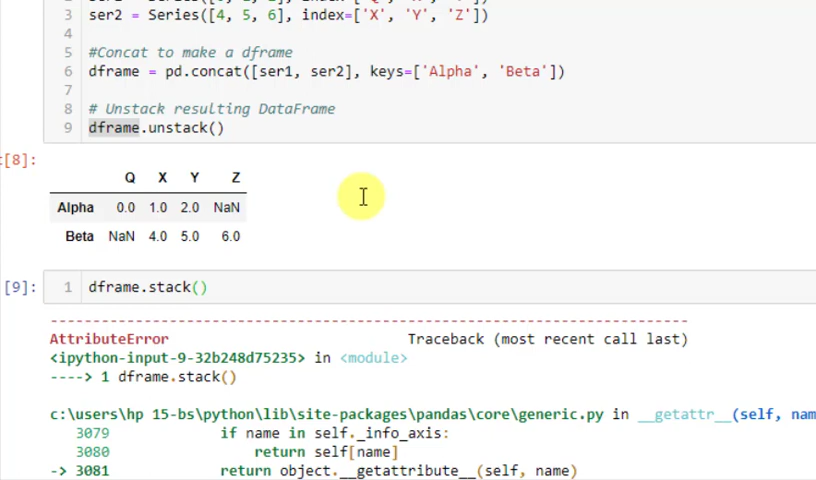 3 ser2 = Series([4, 5, 6], index=['X', 'Y', 'Z'])
4
5 #Concat to make a dframe
6 dframe = pd.concat([ser1, ser2], keys=['Alpha', 'Beta'])
7
8 # Unstack resulting DataFrame
9 dframe.unstack()
t[8]:
Q X Y Z
Alpha 0.0 1.0 2.0 NaN
Beta NaN 4.0 5.0 6.0
[9]: 1 dframe.stack()
---------------------------------------------------------------------------
AttributeError Traceback (most recent call last)
<ipython-input-9-32b248d75235> in <module>
----> 1 dframe.stack()
c:\users\hp 15-bs\python\lib\site-packages\pandas\core\generic.py in __getattr__(self, nam
3079 if name in self._info_axis:
3080 return self[name]
-> 3081 return object.__getattribute__(self, name)